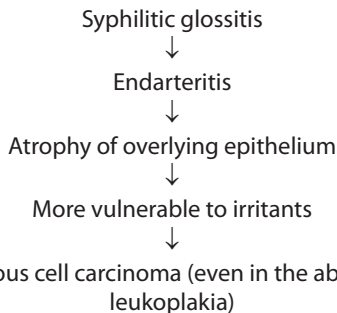 Syphilitic glossitis
↓
Endarteritis
↓
Atrophy of overlying epithelium
↓
More vulnerable to irritants
↓
cell carcinoma (even in the
leukoplakia)